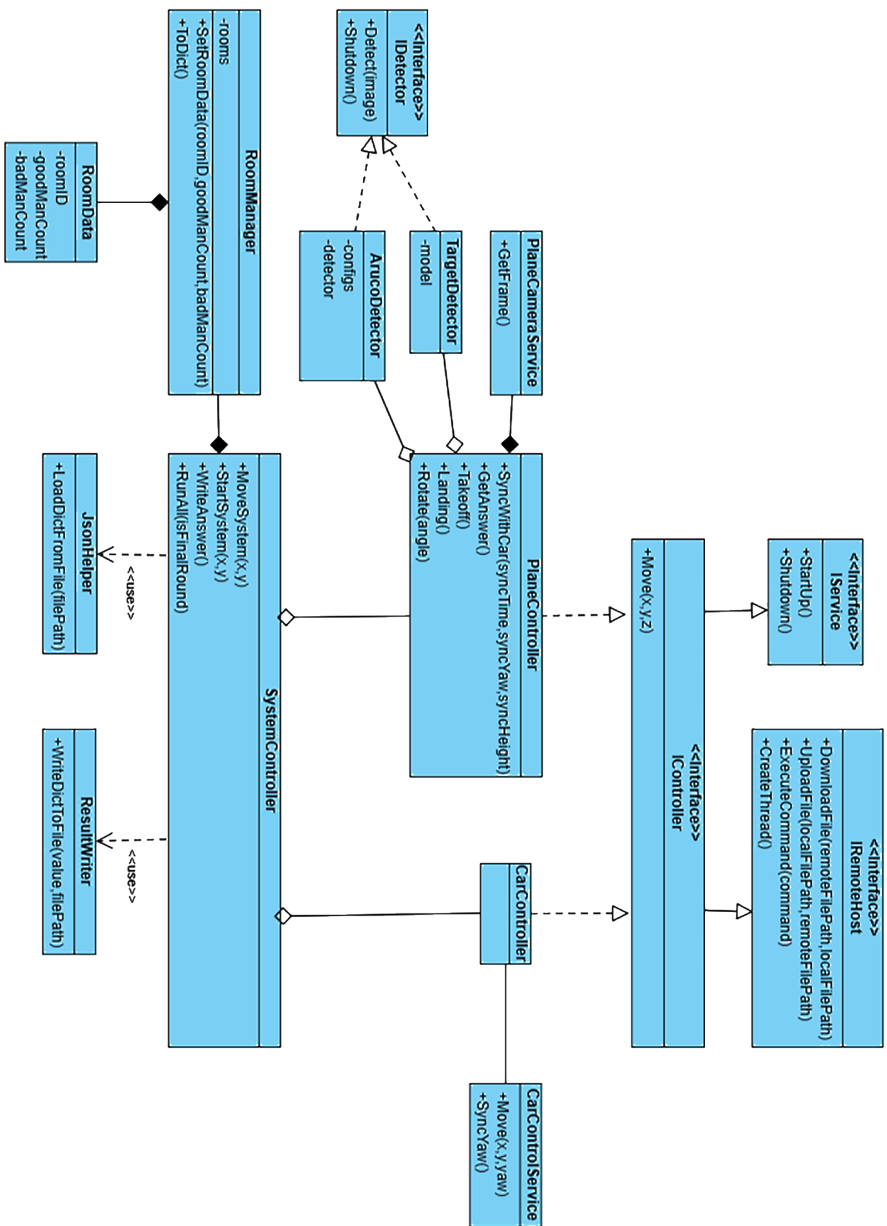 <<Interface>>
IService
+StartUp()
+Shutdown()
<<Interface>>
IRemoteHost
+DownloadFile(remoteFilePath,localFilePath)
+UploadFile(localFilePath,remoteFilePath)
+ExecuteCommand(command)
+CreateThread()
<<Interface>>
IController
+Move(x,y,z)
PlaneCameraService
+GetFrame()
PlaneController
+SyncWithCar(syncTime,syncYaw,syncHeight)
+GetAnswer()
+Takeoff()
+Landing()
+Rotate(angle)
CarController
CarControlService
+Move(x,y,yaw)
+SyncYaw()
<<Interface>>
IDetector
+Detect(image)
+Shutdown()
TargetDetector
-model
ArucoDetector
-configs
-detector
RoomManager
-rooms
+SetRoomData(roomID,goodManCount,badManCount)
+ToDict()
SystemController
+MoveSystem(x,y)
+StartSystem(x,y)
+WriteAnswer()
+RunAll(isFinalRound)
<<use>>
<<use>>
RoomData
-roomID
-goodManCount
-badManCount
JsonHelper
+LoadDictFromFile(filePath)
ResultWriter
+WriteDictToFile(value,filePath)